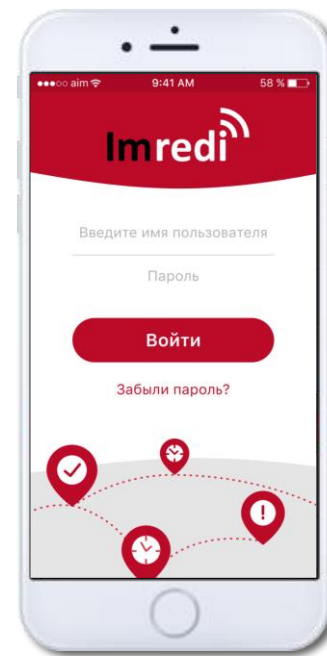 aim 9:41 AM 58 %
Imredi
Введите имя пользователя
Пароль
Войти
Забыли пароль?